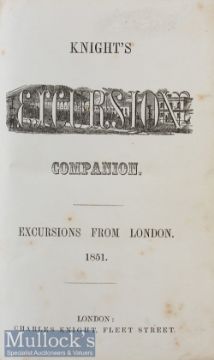 KNIGHT'S
EXCURSION
COMPANION.
EXCURSIONS FROM LONDON.
1851.
LONDON:
CHARLES KNIGHT, FLEET STREET.
Mullock's
Specialist Auctioneers & Valuers